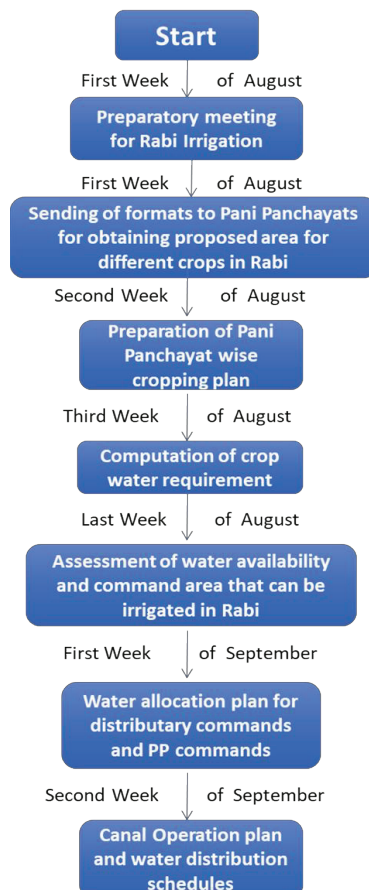 Start
First Week of August
Preparatory meeting
for Rabi Irrigation
First Week of August
Sending of formats to Pani Panchayats
for obtaining proposed area for
different crops in Rabi
Second Week of August
Preparation of Pani
Panchayat wise
cropping plan
Third Week of August
Computation of crop
water requirement
Last Week of August
Assessment of water availability
and command area that can be
irrigated in Rabi
First Week of September
Water allocation plan for
distributary commands
and PP commands
Second Week of September
Canal Operation plan
and water distribution
schedules